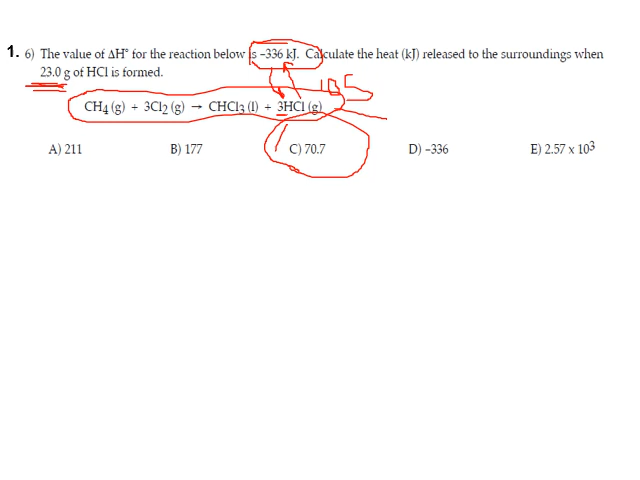 1. 6) The value of ΔH° for the reaction below is -336 kJ. Calculate the heat (kJ) released to the surroundings when
23.0 g of HCl is formed.
CH4 (g) + 3Cl2 (g) → CHCl3 (l) + 3HCl (g)
A) 211 B) 177 C) 70.7 D) -336 E) 2.57 x 10³